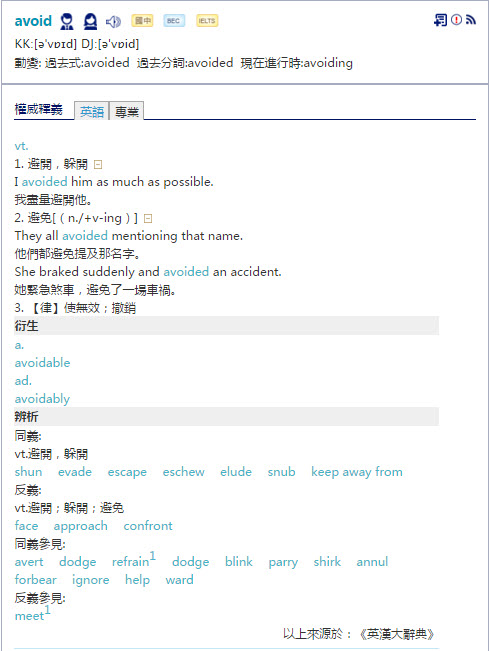 avoid 國中 BEC IELTS
KK:[ə'vɒɪd] DJ:[ə'vɒid]
動變: 過去式:avoided 過去分詞:avoided 現在進行時:avoiding
權威釋義 英語 專業
vt.
1. 避開，躲開
I avoided him as much as possible.
我盡量避開他。
2. 避免[（n./+v-ing）]
They all avoided mentioning that name.
他們都避免提及那名字。
She braked suddenly and avoided an accident.
她緊急煞車，避免了一場車禍。
3. 【律】使無效；撤銷
衍生
a.
avoidable
ad.
avoidably
辨析
同義:
vt.避開，躲開
shun evade escape eschew elude snub keep away from
反義:
vt.避開；躲開；避免
face approach confront
同義參見:
avert dodge refrain1 dodge blink parry shirk annul
forbear ignore help ward
反義參見:
meet1
以上來源於：《英漢大辭典》